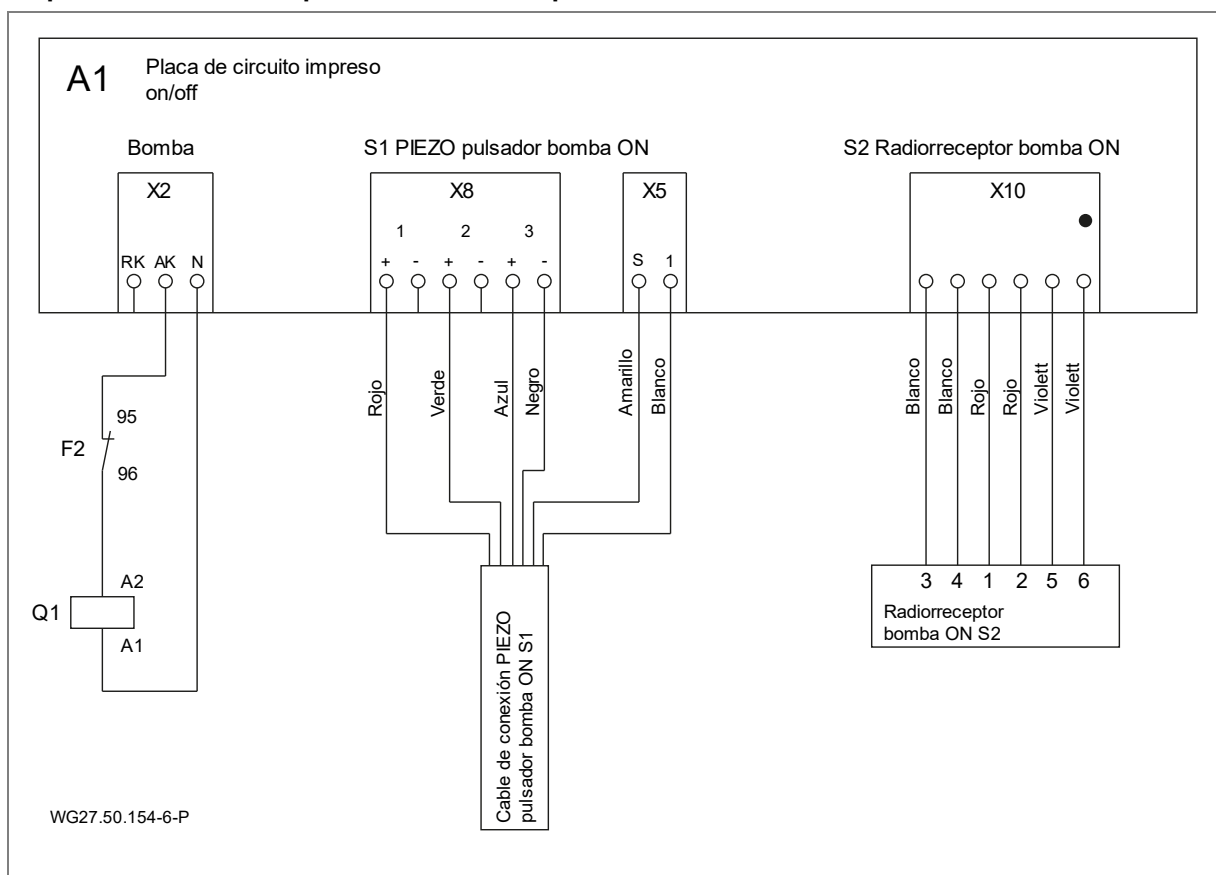 A1
Placa de circuito impreso
on/off
Bomba
S1 PIEZO pulsador bomba ON
S2 Radiorreceptor bomba ON
X2
X8
X5
X10
1 2 3
RK AK N
+ - + - + -
S 1
Rojo
Verde
Azul
Negro
Amarillo
Blanco
Blanco
Blanco
Rojo
Rojo
Violett
Violett
95
F2
96
A2
Q1
A1
Cable de conexión PIEZO
pulsador bomba ON S1
3 4 1 2 5 6
Radiorreceptor
bomba ON S2
WG27.50.154-6-P